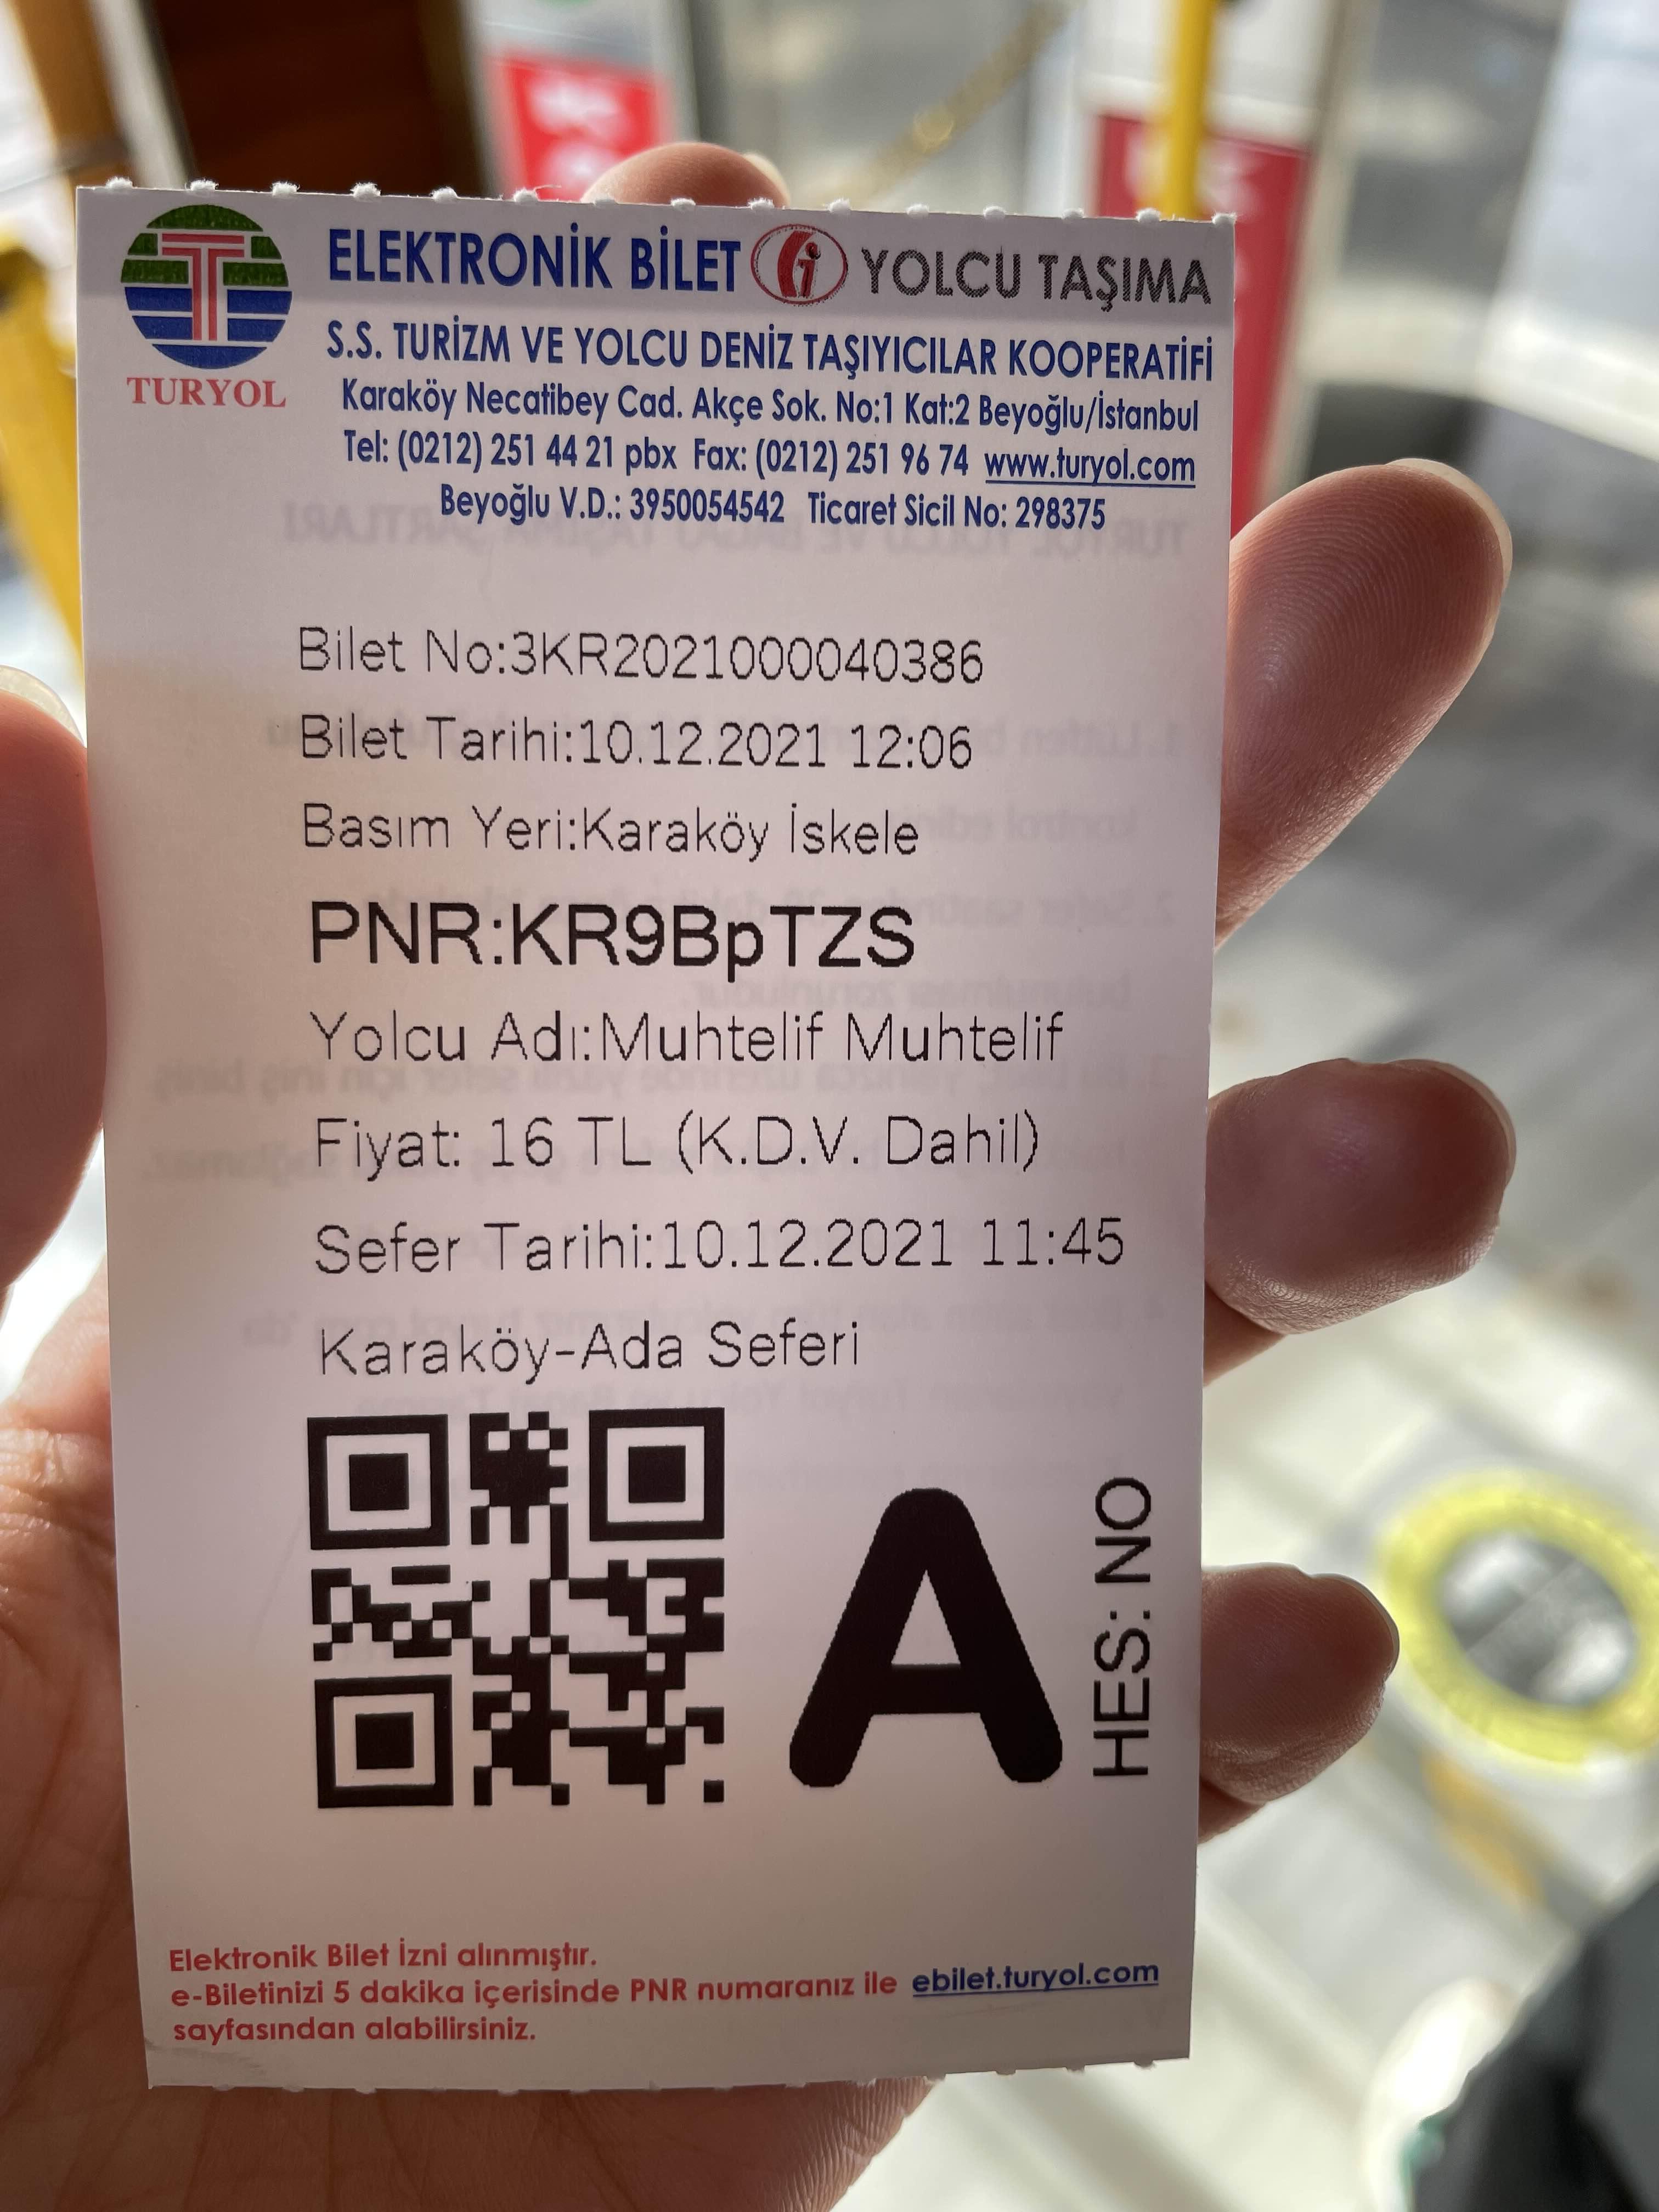 TURYOL
ELEKTRONİK BİLET YOLCU TAŞIMA
S.S. TURİZM VE YOLCU DENİZ TAŞIYICILAR KOOPERATİFİ
Karaköy Necatibey Cad. Akçe Sok. No:1 Kat:2 Beyoğlu/İstanbul
Tel: (0212) 251 44 21 pbx Fax: (0212) 251 96 74 www.turyol.com
Beyoğlu V.D.: 3950054542 Ticaret Sicil No: 298375
Bilet No:3KR2021000040386
Bilet Tarihi:10.12.2021 12:06
Basım Yeri:Karaköy İskele
PNR:KR9BpTZS
Yolcu Adı:Muhtelif Muhtelif
Fiyat: 16 TL (K.D.V. Dahil)
Sefer Tarihi:10.12.2021 11:45
Karaköy-Ada Seferi
A
HES: NO
Elektronik Bilet İzni alınmıştır.
e-Biletinizi 5 dakika içerisinde PNR numaranız ile ebilet.turyol.com
sayfasından alabilirsiniz.